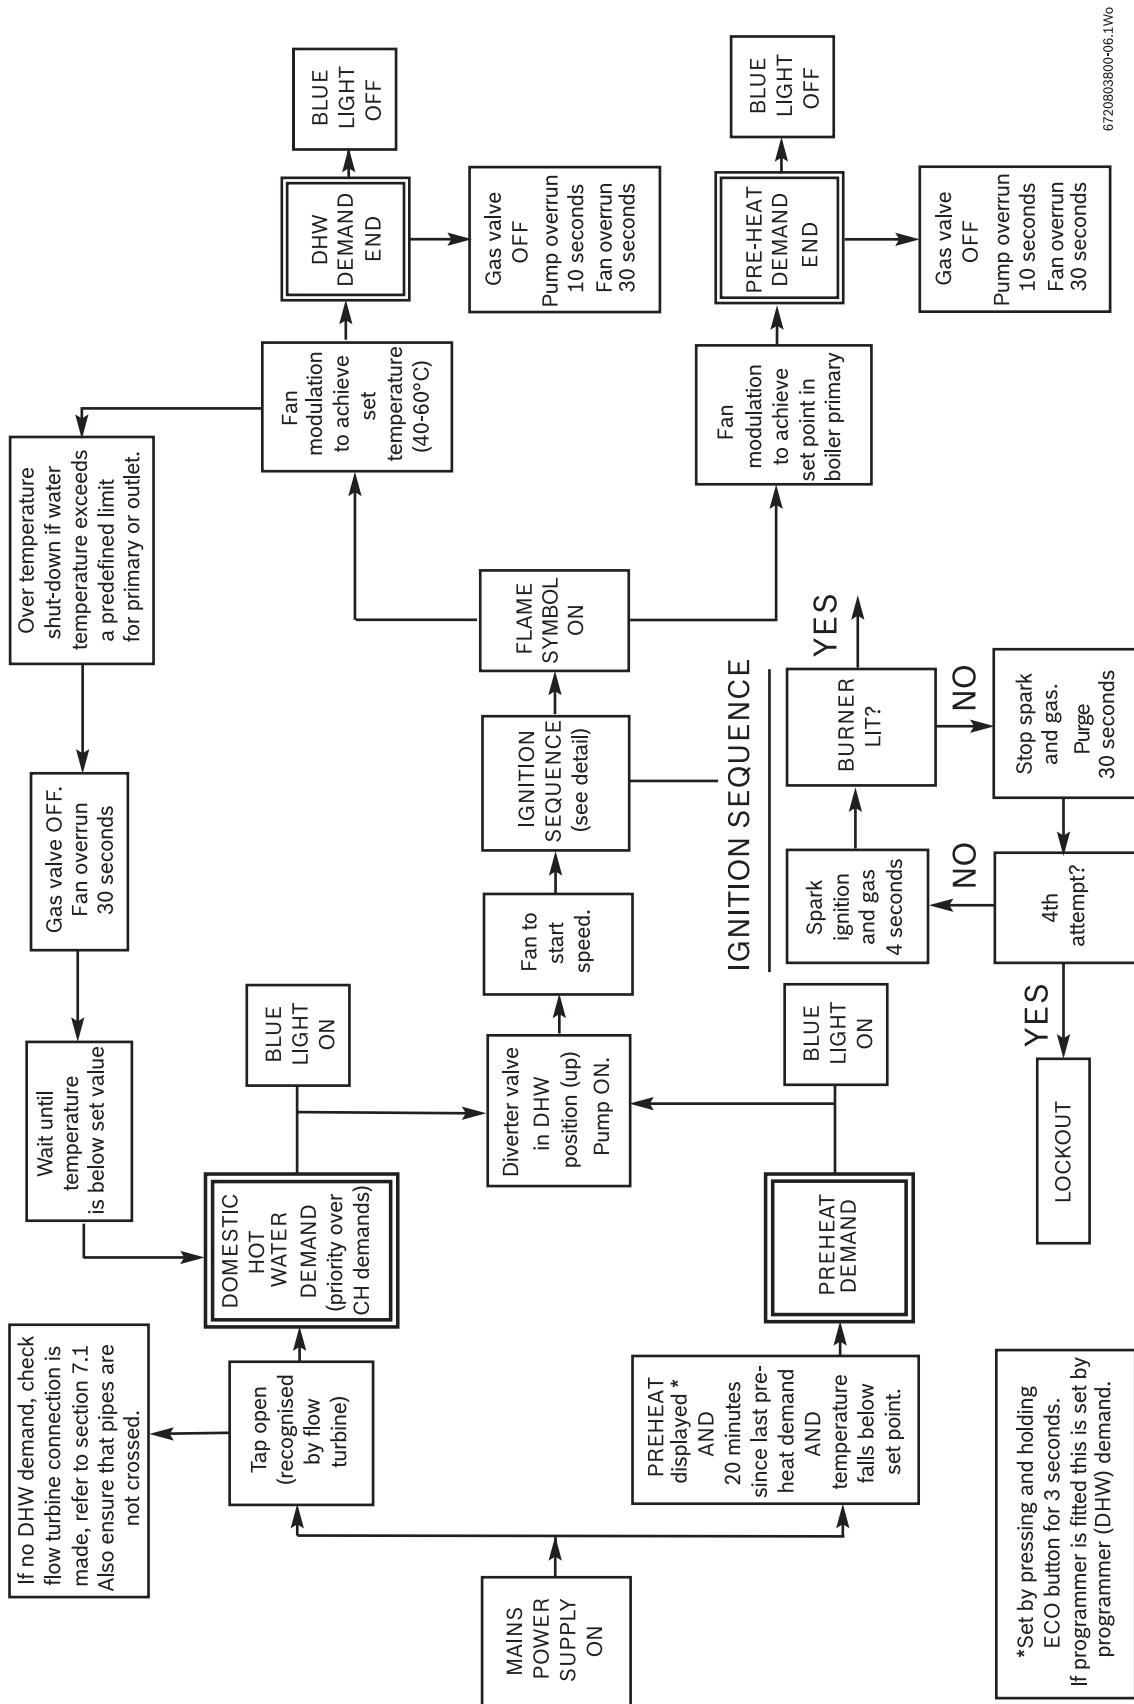 MAINS
POWER
SUPPLY
ON
If no DHW demand, check
flow turbine connection is
made, refer to section 7.1
Also ensure that pipes are
not crossed.
Tap open
(recognised
by flow
turbine)
PREHEAT
displayed *
AND
20 minutes
since last pre-
heat demand
AND
temperature
falls below
set point.
*Set by pressing and holding
ECO button for 3 seconds.
If programmer is fitted this is set by
programmer (DHW) demand.
Wait until
temperature
is below set value
DOMESTIC
HOT
WATER
DEMAND
(priority over
CH demands)
BLUE
LIGHT
ON
Diverter valve
in DHW
position (up)
Pump ON.
PREHEAT
DEMAND
BLUE
LIGHT
ON
Gas valve OFF.
Fan overrun
30 seconds
Fan to
start
speed.
IGNITION
SEQUENCE
(see detail)
FLAME
SYMBOL
ON
IGNITION SEQUENCE
Spark
ignition
and gas
4 seconds
BURNER
LIT?
YES
NO
Stop spark
and gas.
Purge
30 seconds
4th
attempt?
NO
YES
LOCKOUT
Over temperature
shut-down if water
temperature exceeds
a predefined limit
for primary or outlet.
Fan
modulation
to achieve
set
temperature
(40-60°C)
DHW
DEMAND
END
BLUE
LIGHT
OFF
Gas valve
OFF
Pump overrun
10 seconds
Fan overrun
30 seconds
Fan
modulation
to achieve
set point in
boiler primary
PRE-HEAT
DEMAND
END
BLUE
LIGHT
OFF
Gas valve
OFF
Pump overrun
10 seconds
Fan overrun
30 seconds
6720803800-06.1Wo